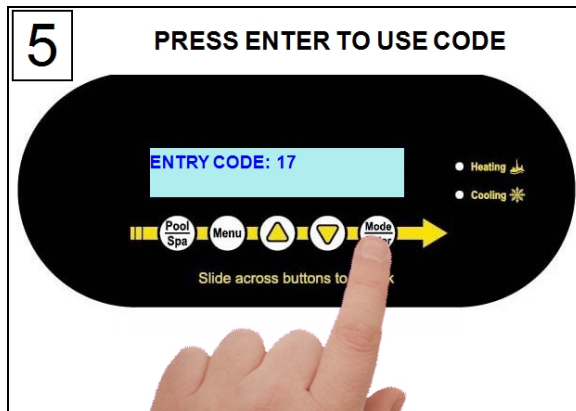 5
PRESS ENTER TO USE CODE
ENTRY CODE: 17
Heating
Cooling
Pool
Spa
Menu
Mode
Slide across buttons to